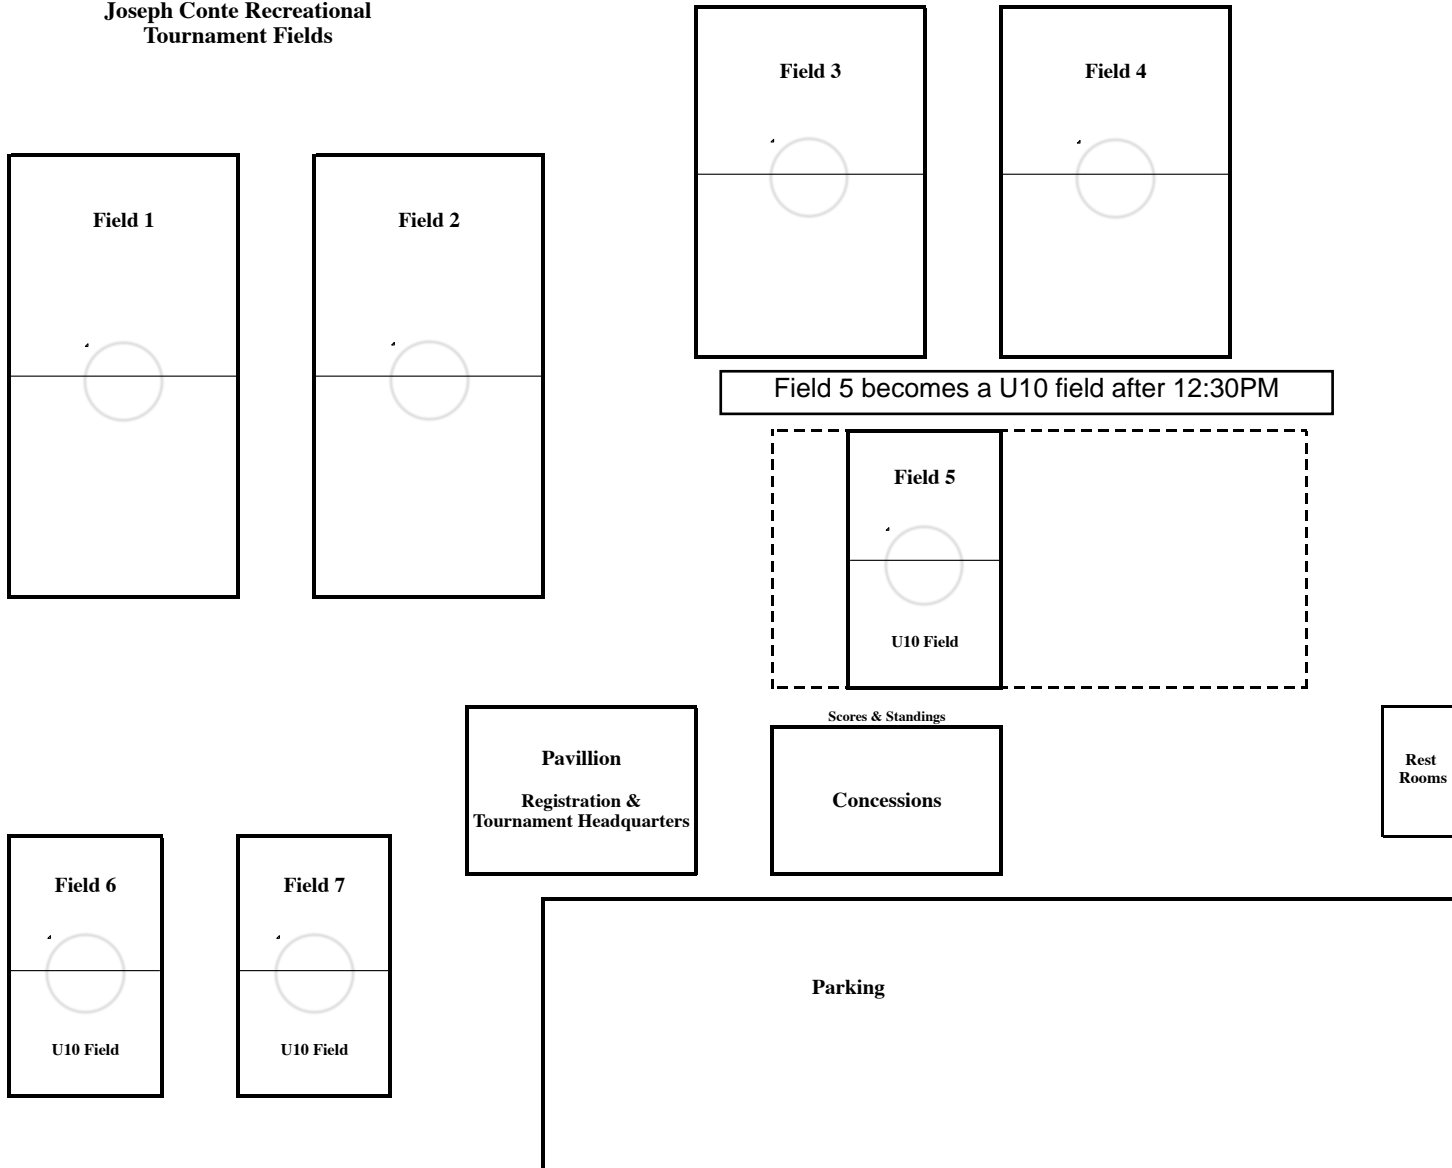 Joseph Conte Recreational
Tournament Fields
Field 3
Field 4
Field 1
Field 2
Field 5 becomes a U10 field after 12:30PM
Field 5
U10 Field
Scores & Standings
Pavillion
Registration &
Tournament Headquarters
Concessions
Rest
Rooms
Field 6
Field 7
U10 Field
U10 Field
Parking